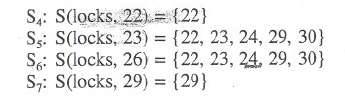 S₄: S(locks, 22) = {22}
S₅: S(locks, 23) = {22, 23, 24, 29, 30}
S₆: S(locks, 26) = {22, 23, 24, 29, 30}
S₇: S(locks, 29) = {29}